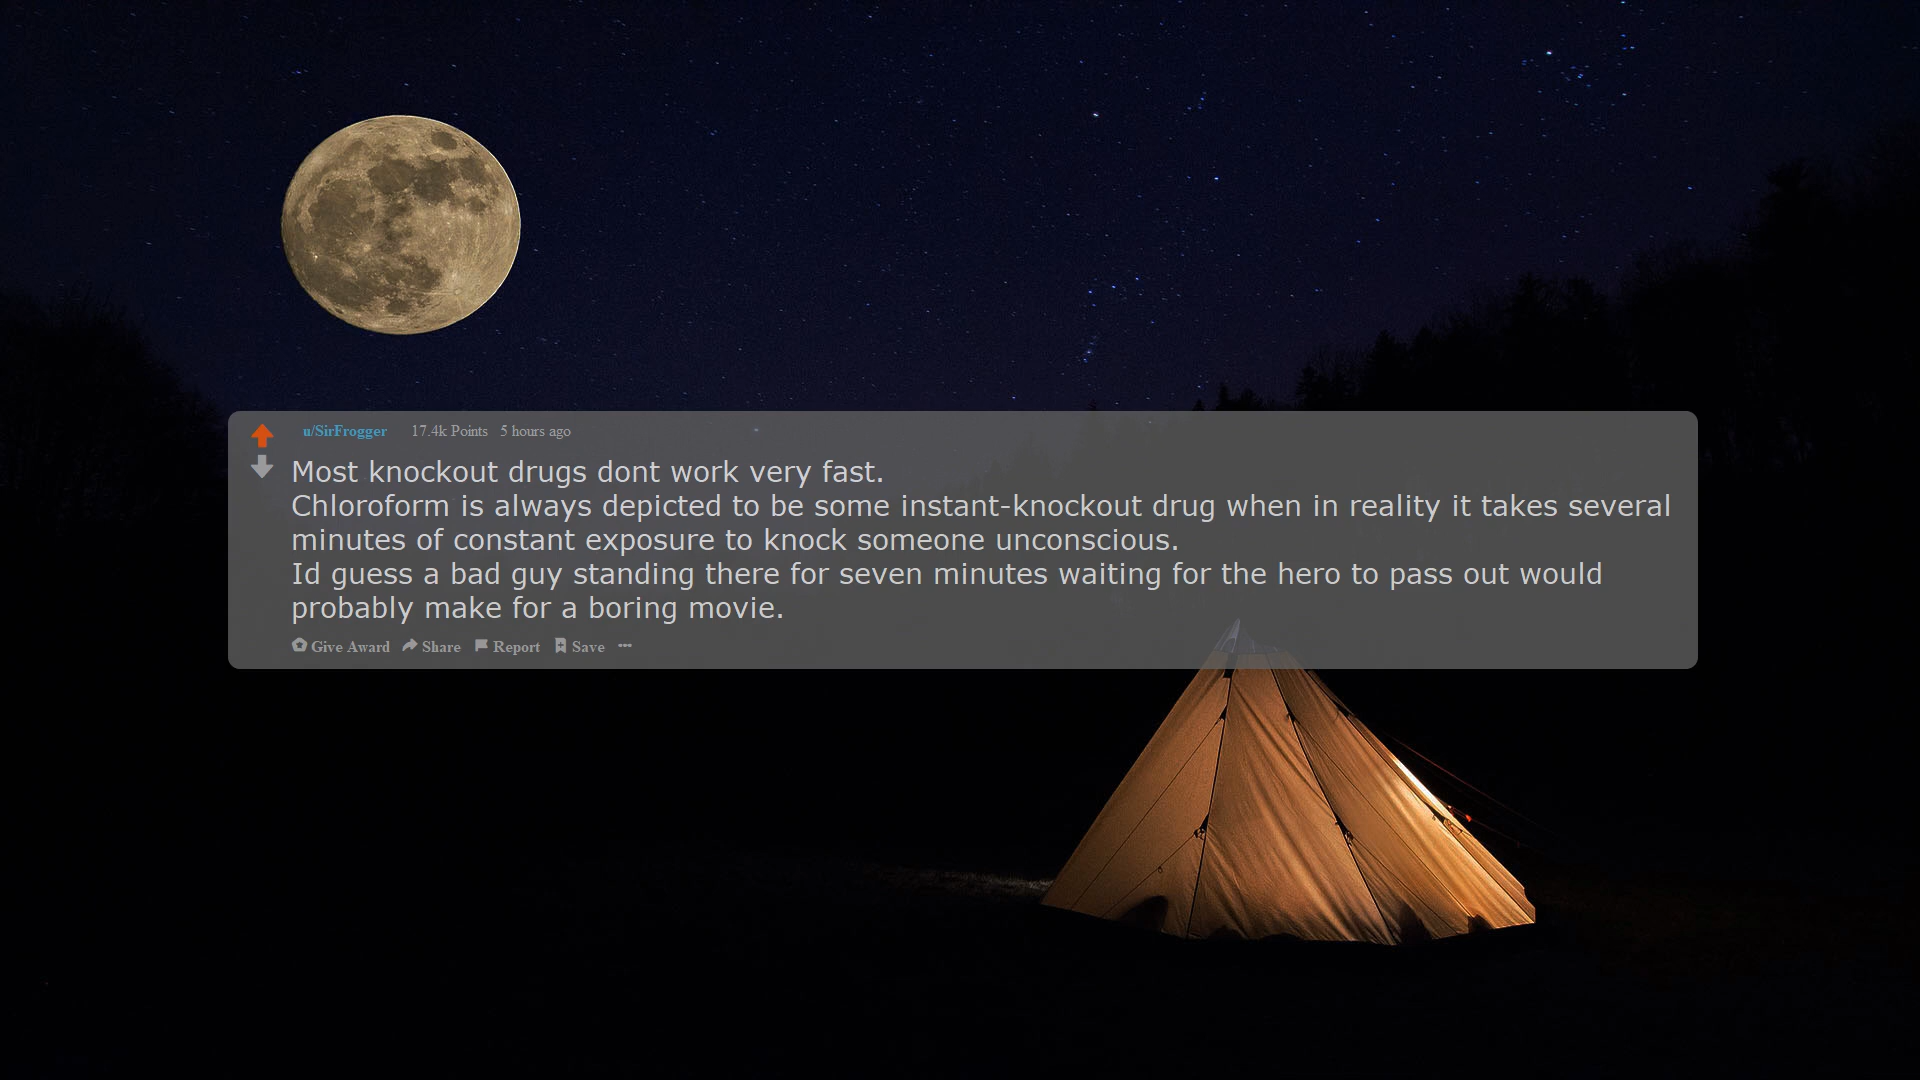 u/SirFrogger 17.4k Points 5 hours ago
Most knockout drugs dont work very fast.
Chloroform is always depicted to be some instant-knockout drug when in reality it takes several
minutes of constant exposure to knock someone unconscious.
Id guess a bad guy standing there for seven minutes waiting for the hero to pass out would
probably make for a boring movie.
Give Award Share Report Save